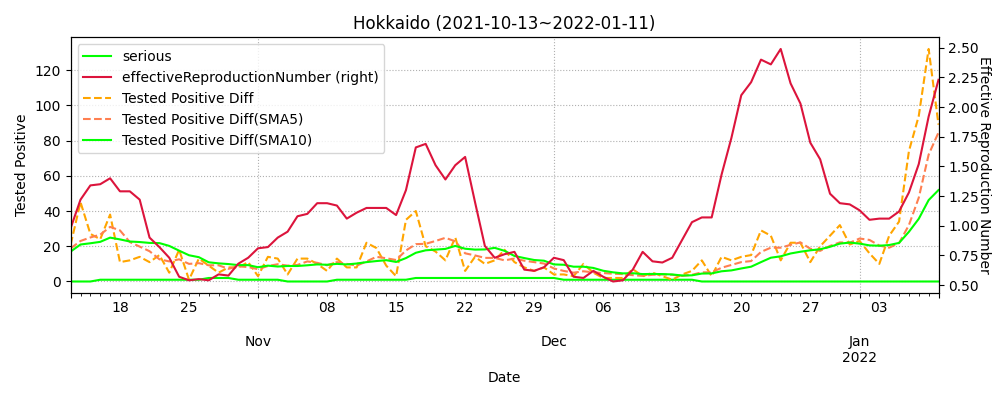 Hokkaido (2021-10-13~2022-01-11)
serious
effectiveReproductionNumber (right)
Tested Positive Diff
Tested Positive Diff(SMA5)
Tested Positive Diff(SMA10)
Tested Positive
120
100
80
60
40
20
0
2.50
2.25
2.00
1.75
1.50
1.25
1.00
0.75
0.50
Effective Reproduction Number
18 25 08 15 22 29 06 13 20 27 03
Nov Dec Jan
2022
Date